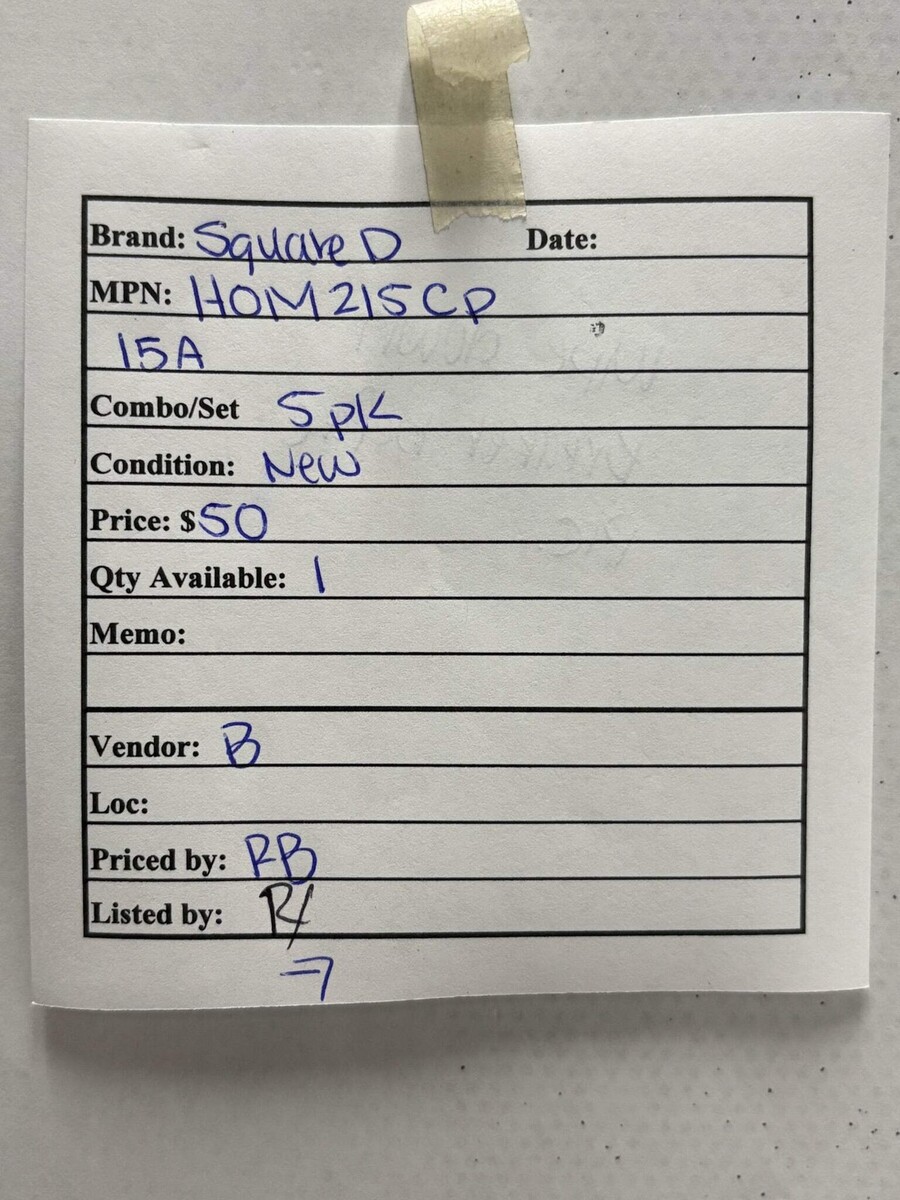 Brand: Square D Date:
MPN: HOM215CP
15A
Combo/Set 5pk
Condition: New
Price: $50
Qty Available: 1
Memo:
Vendor: B
Loc:
Priced by: RB
Listed by:
7